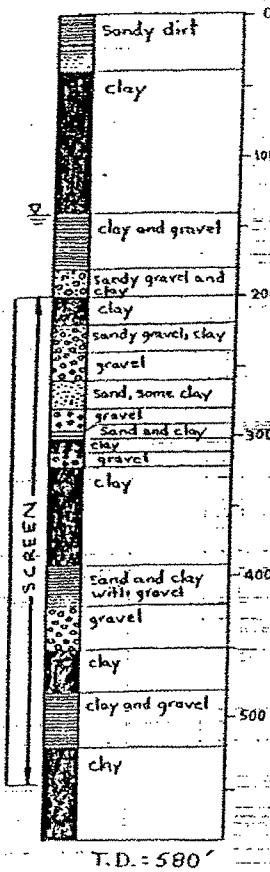 0
Sandy dirt
clay
100
clay and gravel
sandy gravel and
clay
200
clay
sandy gravel, clay
gravel
Sand, some clay
gravel
Sand and clay
300
clay
gravel
clay
SCREEN
400
Sand and clay
with gravel
gravel
clay
clay and gravel
500
clay
T.D.:580'